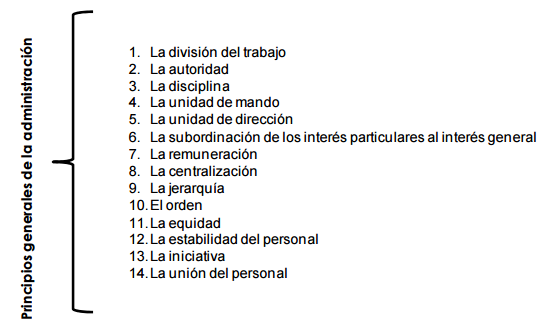 Principios generales de la administración
1. La división del trabajo
2. La autoridad
3. La disciplina
4. La unidad de mando
5. La unidad de dirección
6. La subordinación de los interés particulares al interés general
7. La remuneración
8. La centralización
9. La jerarquía
10. El orden
11. La equidad
12. La estabilidad del personal
13. La iniciativa
14. La unión del personal